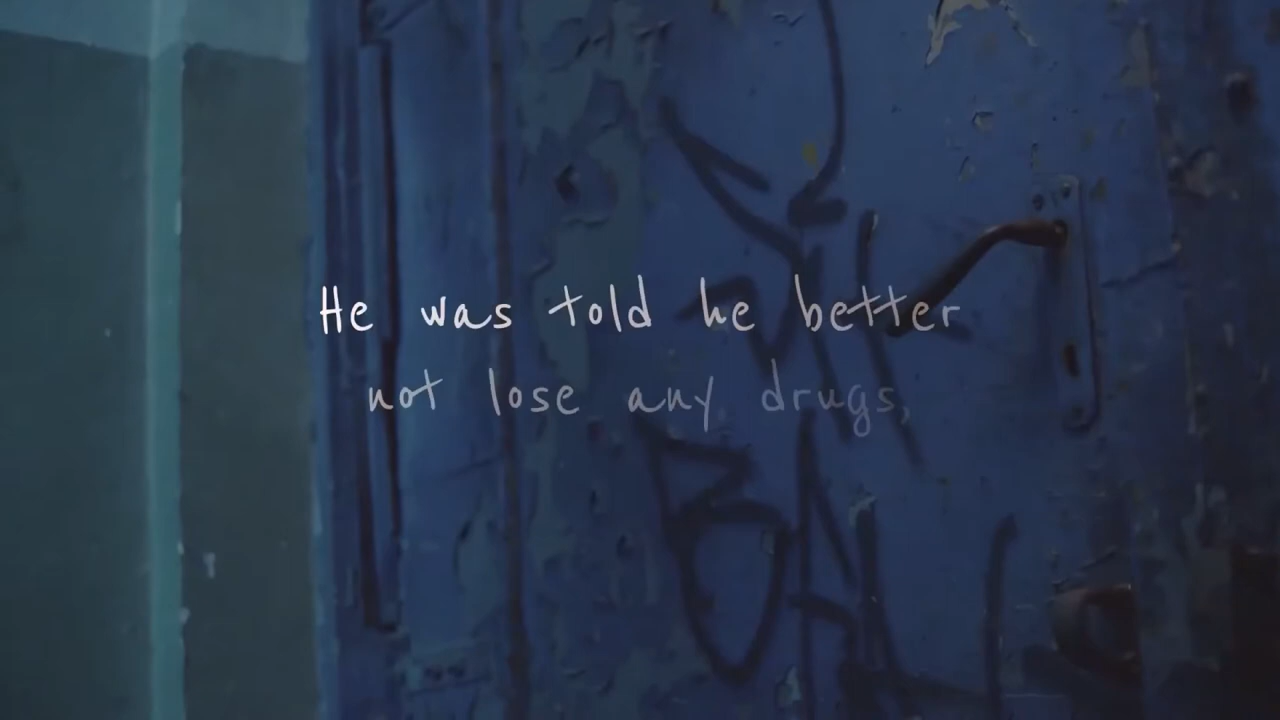 He was told he better
not lose any drugs,